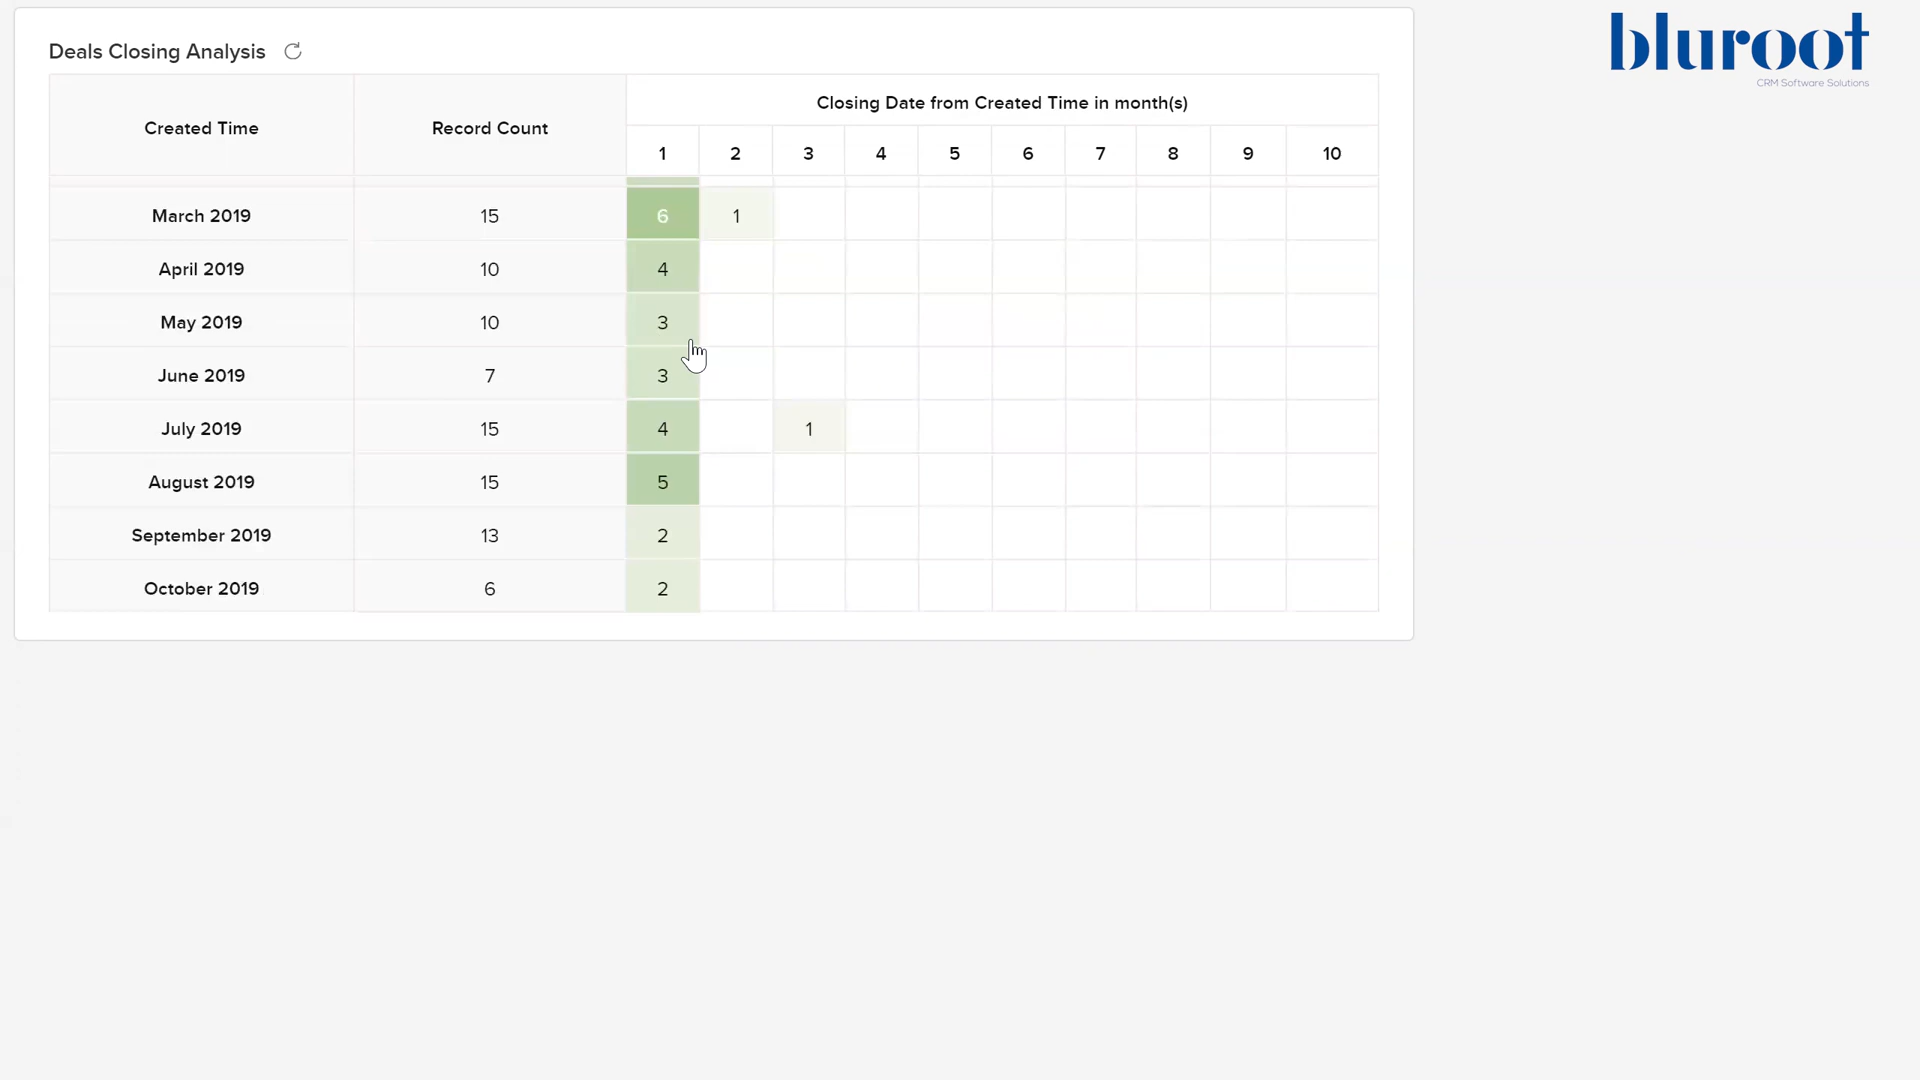 bluroot
CRM Software Solutions
Deals Closing Analysis
Created Time Record Count Closing Date from Created Time in month(s)
1 2 3 4 5 6 7 8 9 10
March 2019 15 6 1
April 2019 10 4
May 2019 10 3
June 2019 7 3
July 2019 15 4 1
August 2019 15 5
September 2019 13 2
October 2019 6 2